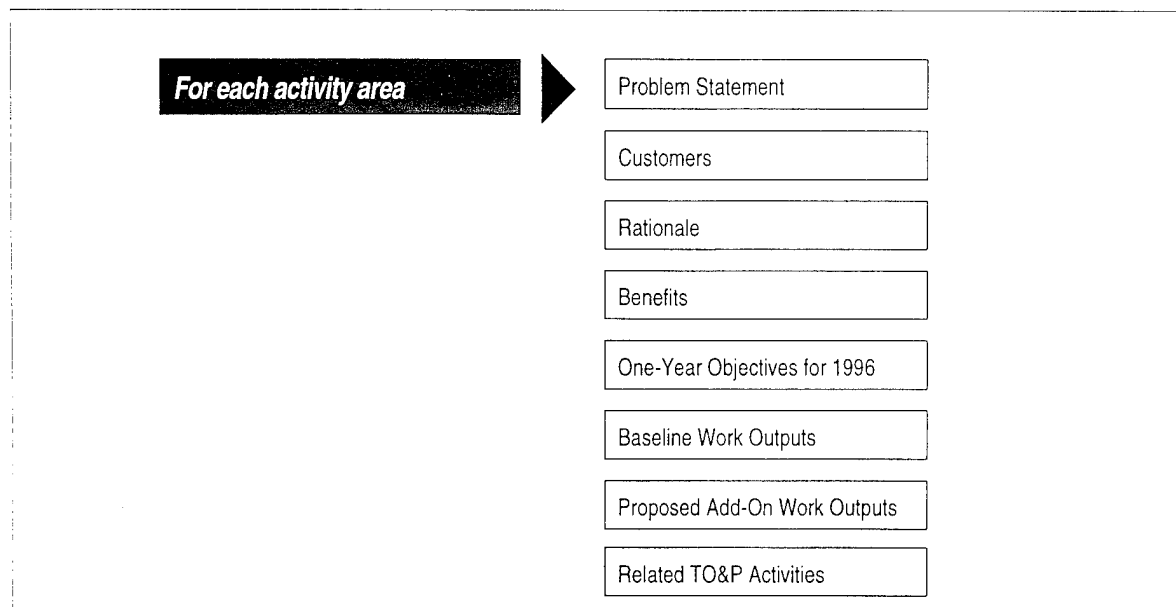 For each activity area
Problem Statement
Customers
Rationale
Benefits
One-Year Objectives for 1996
Baseline Work Outputs
Proposed Add-On Work Outputs
Related TO&P Activities